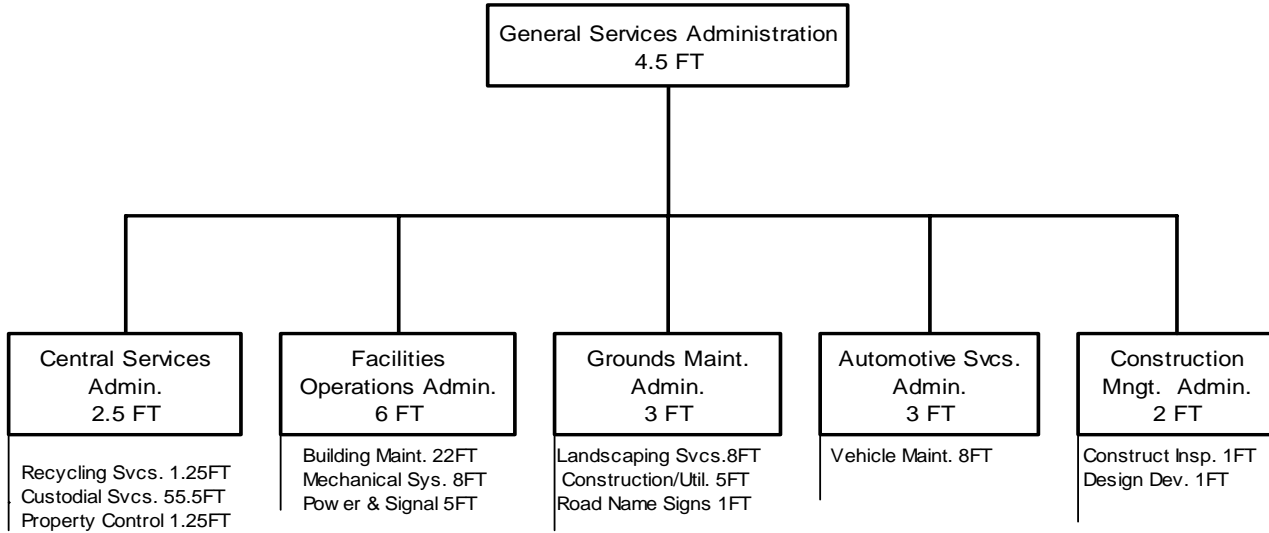 General Services Administration
4.5 FT
Central Services
Admin.
2.5 FT
Recycling Svcs. 1.25FT
Custodial Svcs. 55.5FT
Property Control 1.25FT
Facilities
Operations Admin.
6 FT
Building Maint. 22FT
Mechanical Sys. 8FT
Power & Signal 5FT
Grounds Maint.
Admin.
3 FT
Landscaping Svcs.8FT
Construction/Util. 5FT
Road Name Signs 1FT
Automotive Svcs.
Admin.
3 FT
Vehicle Maint. 8FT
Construction
Mngt. Admin.
2 FT
Construct Insp. 1FT
Design Dev. 1FT